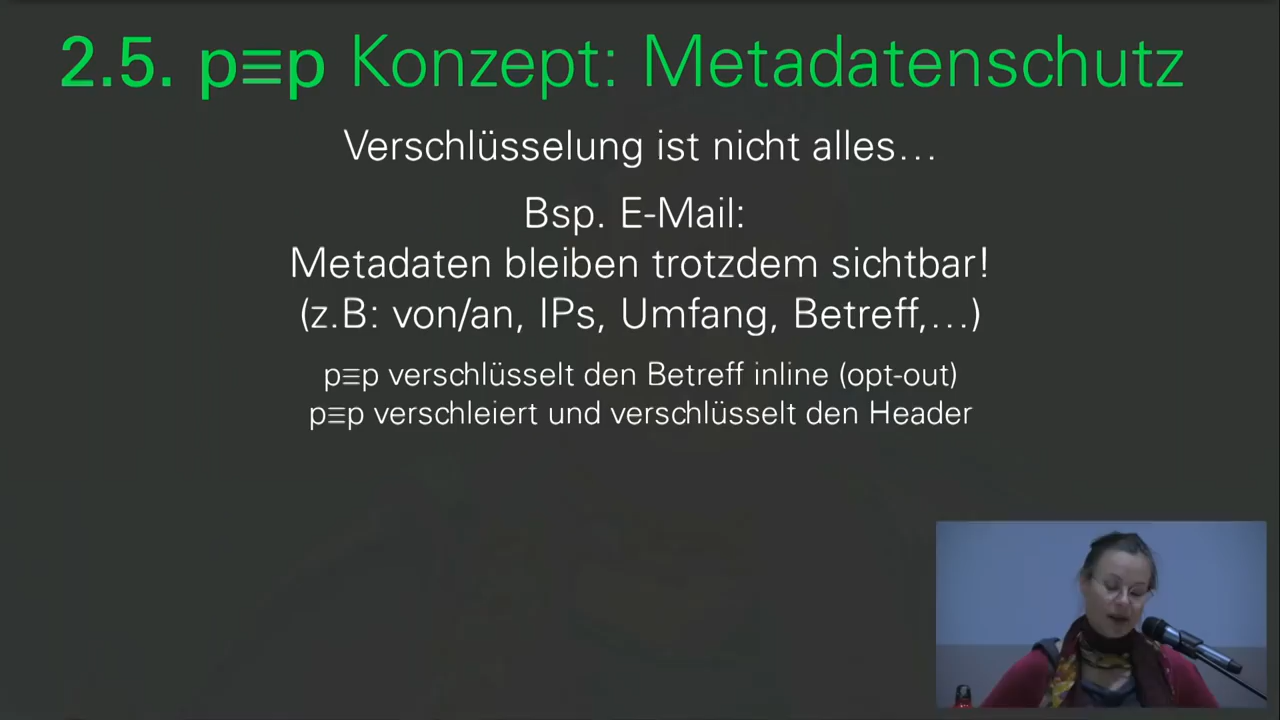 2.5. p≡p Konzept: Metadatenschutz
Verschlüsselung ist nicht alles…
Bsp. E-Mail:
Metadaten bleiben trotzdem sichtbar!
(z.B: von/an, IPs, Umfang, Betreff,…)
p≡p verschlüsselt den Betreff inline (opt-out)
p≡p verschleiert und verschlüsselt den Header